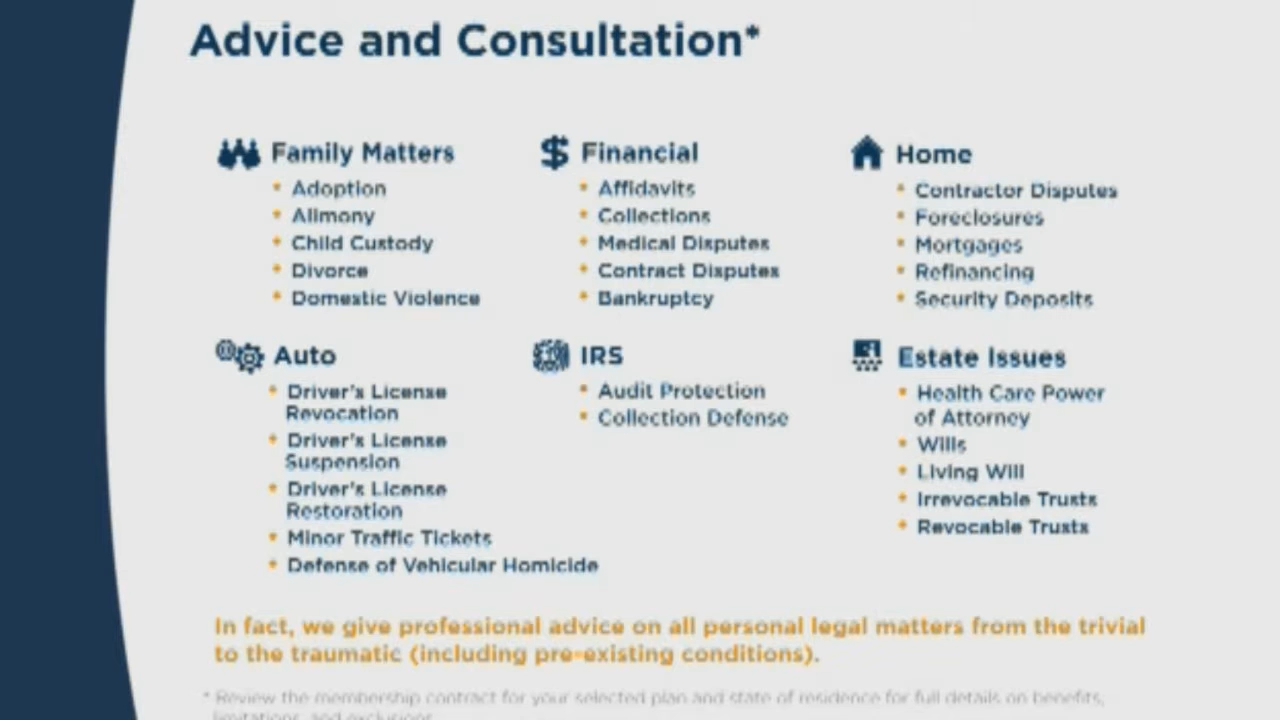 Advice and Consultation*
Family Matters
• Adoption
• Alimony
• Child Custody
• Divorce
• Domestic Violence
$ Financial
• Affidavits
• Collections
• Medical Disputes
• Contract Disputes
• Bankruptcy
Home
• Contractor Disputes
• Foreclosures
• Mortgages
• Refinancing
• Security Deposits
Auto
• Driver's License
Revocation
• Driver's License
Suspension
• Driver's License
Restoration
• Minor Traffic Tickets
• Defense of Vehicular Homicide
IRS
• Audit Protection
• Collection Defense
Estate Issues
• Health Care Power
of Attorney
• Wills
• Living Will
• Irrevocable Trusts
• Revocable Trusts
In fact, we give professional advice on all personal legal matters from the trivial
to the traumatic (including pre-existing conditions).
* Review the membership contract for your selected plan and state of residence for full details on benefits,
limitations, and exclusions.